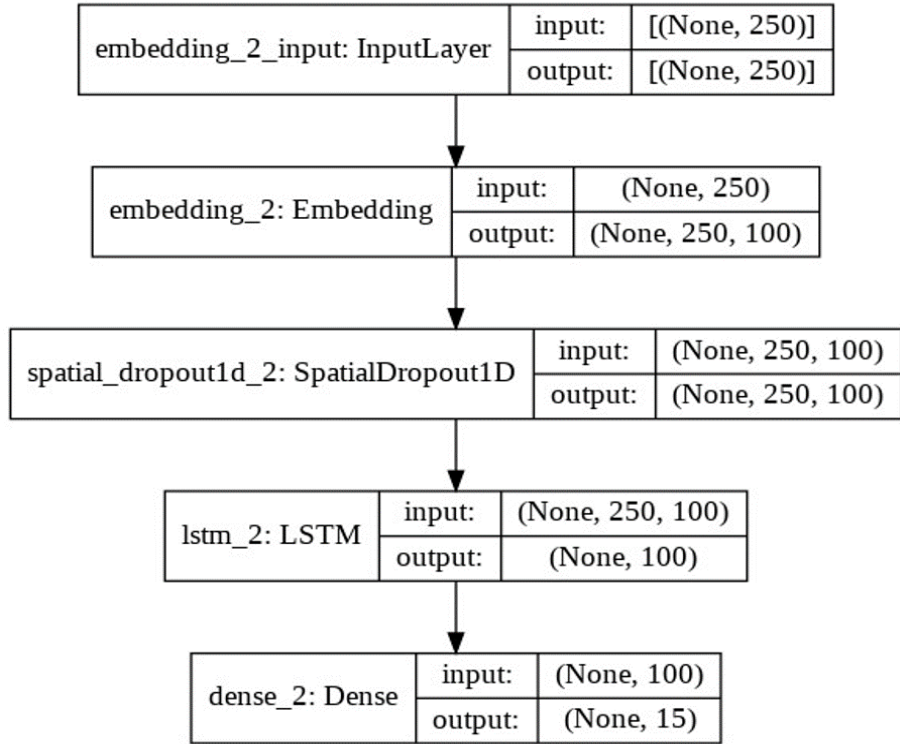 embedding_2_input: InputLayer
input:
[(None, 250)]
output:
[(None, 250)]
embedding_2: Embedding
input:
(None, 250)
output:
(None, 250, 100)
spatial_dropout1d_2: SpatialDropout1D
input:
(None, 250, 100)
output:
(None, 250, 100)
lstm_2: LSTM
input:
(None, 250, 100)
output:
(None, 100)
dense_2: Dense
input:
(None, 100)
output:
(None, 15)